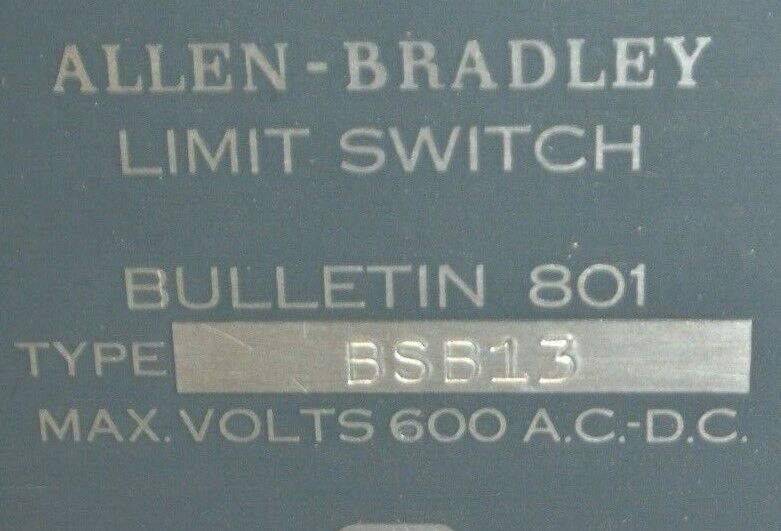 ALLEN-BRADLEY
LIMIT SWITCH
BULLETIN 801
TYPE BSB13
MAX. VOLTS 600 A.C.-D.C.